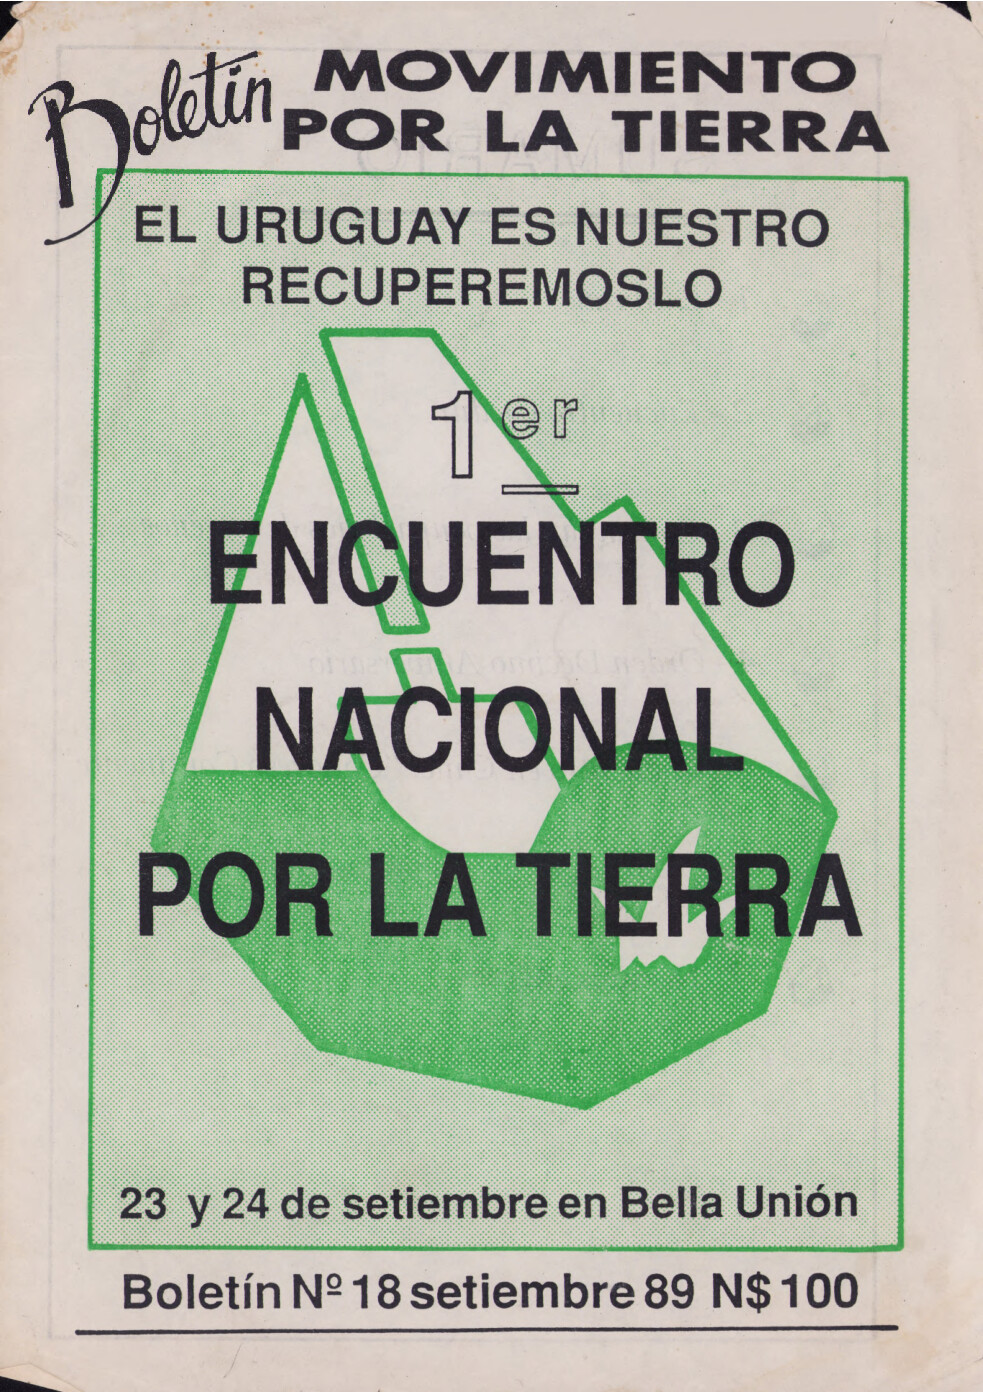 Boletín
MOVIMIENTO
POR LA TIERRA
EL URUGUAY ES NUESTRO
RECUPEREMOSLO
1er
ENCUENTRO
NACIONAL
POR LA TIERRA
23 y 24 de setiembre en Bella Unión
Boletín Nº 18 setiembre 89 N$ 100